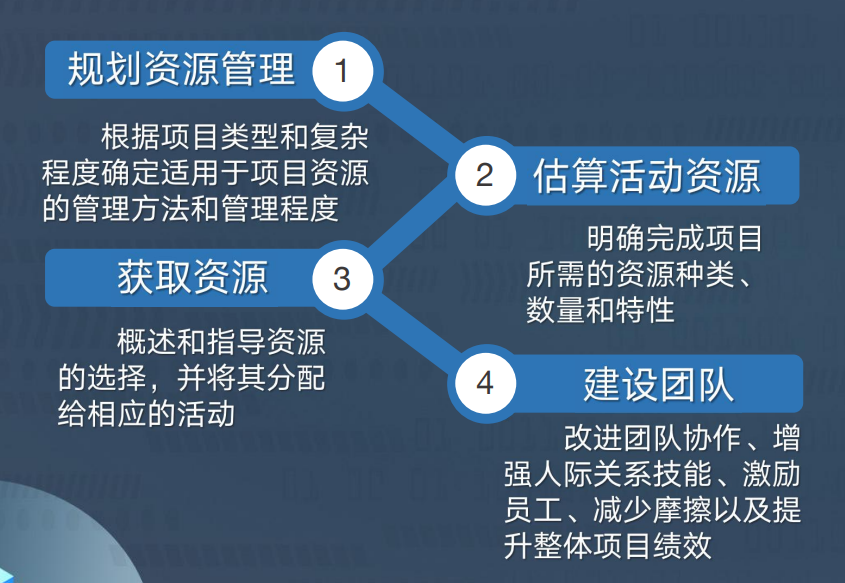 规划资源管理 1
根据项目类型和复杂
程度确定适用于项目资源
的管理方法和管理程度
2 估算活动资源
明确完成项目
所需的资源种类、
数量和特性
获取资源 3
概述和指导资源
的选择，并将其分配
给相应的活动
4 建设团队
改进团队协作、增
强人际关系技能、激励
员工、减少摩擦以及提
升整体项目绩效